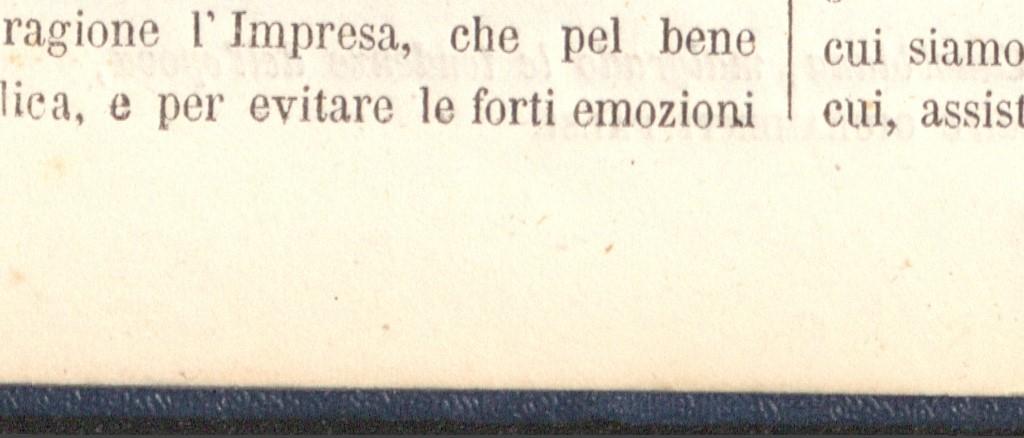 ragione l'Impresa, che pel bene
lica, e per evitare le forti emozioni
cui siamo
cui, assist